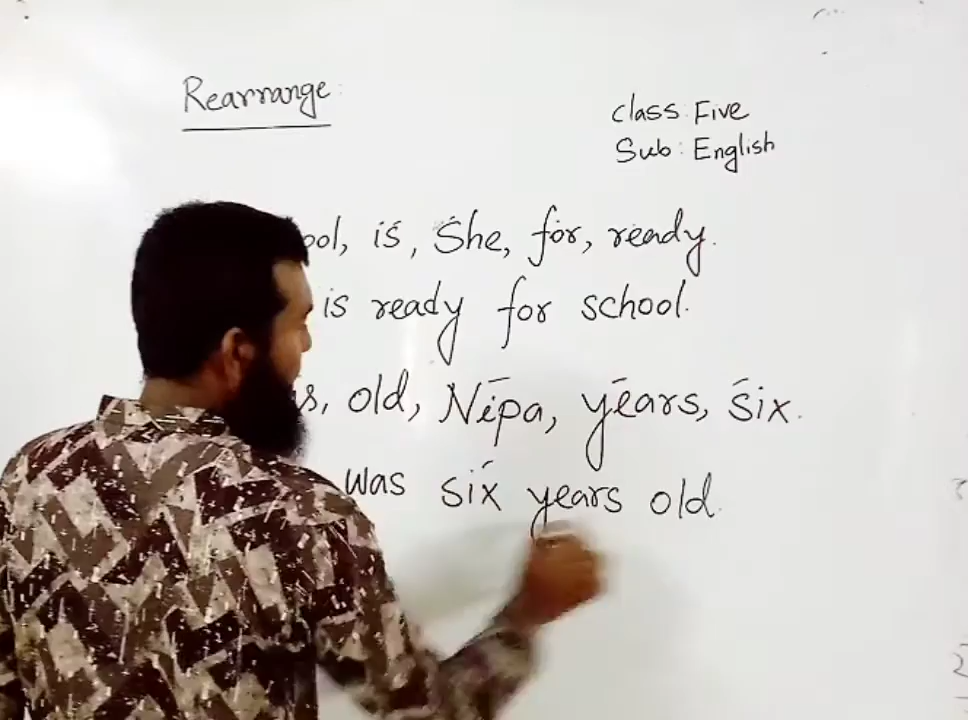 Rearrange:
class: Five
Sub: English
ool, is, She, for, ready.
is ready for school.
s, old, Nipa, years, six.
was six years old.